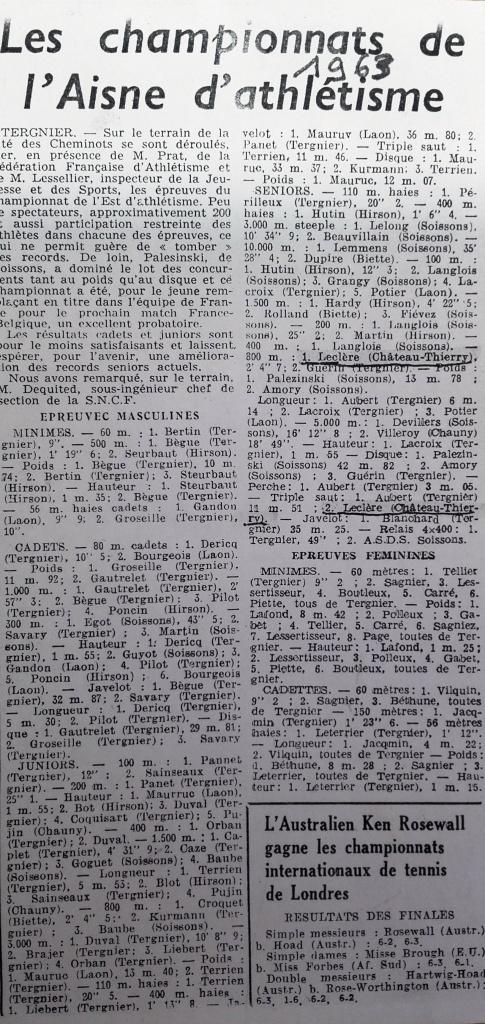 Les championnats de
1963
l'Aisne d'athlétisme
TERGNIER. — Sur le terrain de la
ité des Cheminots se sont déroulés,
er, en présence de M. Prat, de la
édération Française d'Athlétisme et
e M. Lessellier, inspecteur de la Jeu-
esse et des Sports, les épreuves du
hampionnat de l'Est d'athlétisme. Peu
e spectateurs, approximativement 200
aussi participation restreinte des
thlètes dans chacune des épreuves, ce
ui ne permit guère de « tomber »
es records. De loin, Palesinski, de
oissons, a dominé le lot des concur-
ents tant au poids qu'au disque et cé
hampionnat a été, pour le jeune rem-
plaçant en titre dans l'équipe de Fran-
e pour le prochain match France-
Belgique, un excellent probatoire.
Les résultats cadets et juniors sont
pour le moins satisfaisants et laissent
espérer, pour l'avenir, une améliora-
tion des records seniors actuels.
Nous avons remarqué, sur le terrain,
M. Dequited, sous-ingénieur chef de
section de la S.N.C.F.
EPREUVEC MASCULINES
MINIMES. — 60 m. : 1. Bertin (Ter-
gnier), 9". — 500 m. : 1. Bègue (Ter-
gnier), 1' 19" 6; 2. Seurbaut (Hirson).
— Poids : 1. Bègue (Tergnier), 10 m.
74; 2. Bertin (Tergnier); 3. Steurbaut
(Hirson). — Hauteur : 1. Steurbaut
(Hirson), 1 m. 35; 2. Bègue (Tergnier).
— 56 m. haies cadets : 1. Gandon
(Laon), 9" 9; 2. Groseille (Tergnier),
10".
CADETS. — 80 m. cadets : 1. Dericq
(Tergnier), 10" 5; 2. Bourgeois (Laon).
— Poids : 1. Groseille (Tergnier),
11 m. 92; 2. Gautrelet (Tergnier). —
1.000 m. : 1. Gautrelet (Tergnier), 2'
57" 3; 2. Bègue (Tergnier); 3. Pilot
(Tergnier) ; 4. Poncin (Hirson). —
300 m. : 1. Egot (Soissons), 43" 5; 2.
Savary (Tergnier) ; 3. Martin (Sois-
sons). — Hauteur : 1. Dericq (Ter-
gnier), 1 m. 55; 2. Guyot (Soissons); 3.
Gandon (Laon); 4. Pilot (Tergnier);
5. Poncin (Hirson) ; 6. Bourgeois
(Laon). — Javelot : 1. Bègue (Ter-
gnier), 32 m. 87; 2. Savary (Tergnier).
— Longueur : 1. Dericq (Tergnier),
5 m. 30; 2. Pilot (Tergnier). — Dis-
que : 1. Gautrelet (Tergnier), 29 m. 81;
2. Groseille (Tergnier) ; 3. Savary
(Tergnier).
JUNIORS. — 100 m. : 1. Pannet
(Tergnier), 12" ; 2. Sainseaux (Ter-
gnier). — 200 m. : 1. Panet (Tergnier),
25" 1. — Hauteur : 1. Maurruc (Laon),
1 m. 55; 2. Bot (Hirson); 3. Duval (Ter-
gnier); 4. Coquisart (Tergnier); 5. Pu-
jin (Chauny). — 400 m. : 1. Orban
(Tergnier); 2. Duval. — 1.500 m. : 1. Ca-
plet (Tergnier), 4' 31" 9; 2. Caze (Ter-
gnier); 3. Goguet (Soissons); 4. Baube
(Soissons). — Longueur : 1. Terrien
(Tergnier), 5 m. 53; 2. Blot (Hirson);
3. Sainseaux (Tergnier) ; 4. Pujin
(Chauny). — 800 m. : 1. Croquet
(Biette), 2' 4" 5; 2. Kurmann (Ter-
gnier) ; 3. Baube (Soissons). —
3.000 m. : 1. Duval (Tergnier), 10' 8" 9;
2. Brajer (Tergnier; 3. Liebert (Ter-
gnier); 4. Orban (Tergnier). — Poids :
1. Mauruc (Laon), 13 m. 40; 2. Terrien
(Tergnier). — 110 m. haies : 1. Terrien
(Tergnier), 20" 5. — 400 m. haies :
1. Liebert (Tergnier), 1' 13" 8. — Ja-
velot : 1. Mauruv (Laon), 36 m. 80; 2.
Panet (Tergnier). — Triple saut : 1.
Terrien, 11 m. 46. — Disque : 1. Mau-
ruc, 33 m. 37; 2. Kurmann; 3. Terrien.
— Poids : 1. Mauruc, 12 m. 07.
SENIORS. — 110 m. haies : 1. Pé-
rilleux (Tergnier), 20" 2. — 400 m.
haies : 1. Hutin (Hirson), 1' 6" 4. —
3.000 m. steeple : 1. Lelong (Soissons),
10' 34" 9; 2. Beauvillain (Soissons). —
10.000 m. : 1. Lemmens (Soissons), 35'
28" 4; 2. Dupire (Biette). — 100 m. :
1. Hutin (Hirson), 12" 3; 2. Langlois
(Soissons); 3. Grangy (Soissons); 4. La-
croix (Tergnier); 5. Potier (Laon). —
1.500 m. : 1. Hardy (Hirson), 4' 22" 5;
2. Rolland (Biette); 3. Fiévez (Sois-
sons). — 200 m. : 1. Langlois (Sois-
sons), 25" 2; 2. Martin (Hirson). —
400 m. : 1. Langlois (Soissons). —
800 m. : 1. Leclère (Château-Thierry),
2' 4" 7; 2. Guérin (Tergnier). — Poids :
1. Palezinski (Soissons), 13 m. 78 ;
2. Amory (Soissons).
Longueur : 1. Aubert (Tergnier) 6 m.
14 ; 2. Lacroix (Tergnier) ; 3. Potier
(Laon). — 5.000 m.: 1. Devillers (Sois-
sons), 16' 12" 8 ; 2. Villeroy (Chauny)
18' 49". — Hauteur : 1. Lacroix (Ter-
gnier), 1 m. 55 — Disque : 1. Palezin-
ski (Soissons) 42 m. 82 ; 2. Amory
(Soissons) ; 3. Guérin (Tergnier). —
Perche : 1. Aubert (Tergnier) 3 m. 05.
— Triple saut : 1. Aubert (Tergnier)
11 m. 51 ; 2. Leclère (Château-Thier-
ry). — Javelot : 1. Blanchard (Ter-
gnier) 35 m. 25. — Relais 4×400 : 1.
Tergnier, 49" ; 2. A.S.D.S. Soissons.
EPREUVES FEMININES
MINIMES. — 60 mètres : 1. Tellier
(Tergnier) 9" 2 ; 2. Sagnier, 3. Les-
sertisseur, 4. Boutleux, 5. Carré, 6.
Piette, tous de Tergnier. — Poids : 1.
Lafond, 8 m. 42 ; 2. Polleux ; 3. Ga-
bet ; 4. Tellier, 5. Carré, 6. Sagnier,
7. Lessertisseur, 8. Page, toutes de Ter-
gnier. — Hauteur: 1. Lafond, 1 m. 25;
2. Lessertisseur, 3. Polleux, 4. Gabet,
5. Piette, 6. Boutleux, toutes de Ter-
gnier.
CADETTES. — 60 mètres : 1. Vilquin,
9" 2 ; 2. Sagnier, 3. Béthune, toutes
de Tergnier — 150 mètres: 1. Jacq-
min (Tergnier) 1' 23" 6. — 56 mètres
haies: 1. Leterrier (Tergnier), 1' 12".
— Longueur: 1. Jacqmin, 4 m. 22;
2. Vilquin, toutes de Tergnier — Poids:
1. Béthune, 8 m. 28 ; 2. Sagnier ; 3.
Leterrier, toutes de Tergnier. — Hau-
teur: 1. Leterrier (Tergnier), 1 m. 15.
L'Australien Ken Rosewall
gagne les championnats
internationaux de tennis
de Londres
RESULTATS DES FINALES
Simple messieurs : Rosewall (Austr.)
b. Hoad (Austr.) : 6-2, 6-3.
Simple dames : Misse Brough (E.U.)
b. Miss Forbes (Af. Sud) : 6-3, 6-1.
Double messieurs : Hartwig-Hoad
(Austr.) b. Rose-Worthington (Austr.) :
6-3, 1-6, 6-2, 6-2.